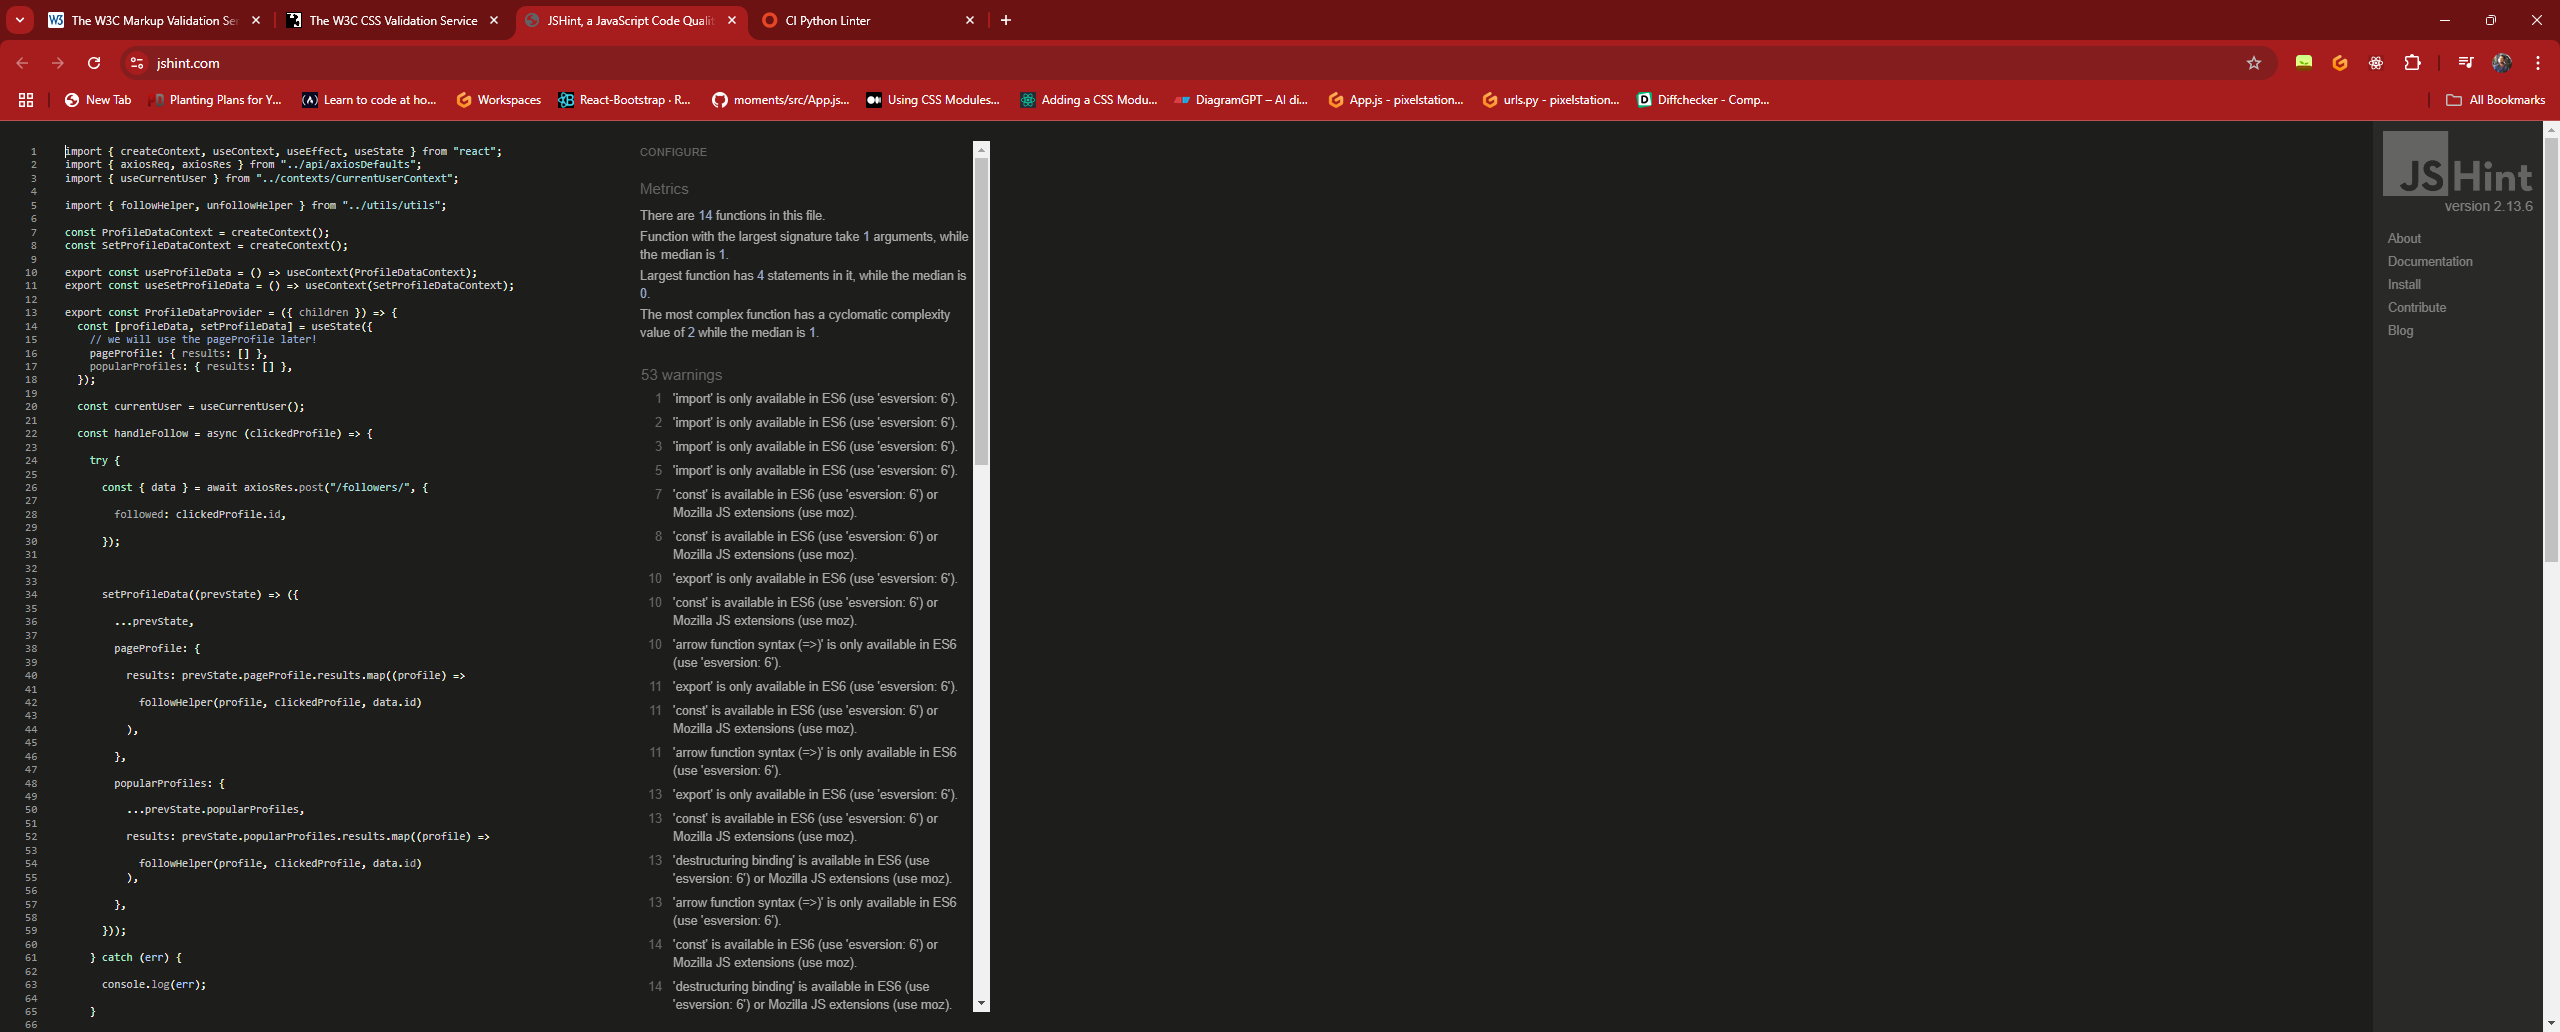 The W3C Markup Validation Se
The W3C CSS Validation Service
JSHint, a JavaScript Code Qualit
CI Python Linter
jshint.com
New Tab
Planting Plans for Y...
Learn to code at ho...
Workspaces
React-Bootstrap · R...
moments/src/App.js...
Using CSS Modules...
Adding a CSS Modu...
DiagramGPT – AI di...
App.js - pixelstation...
urls.py - pixelstation...
Diffchecker - Comp...
All Bookmarks
1 import { createContext, useContext, useEffect, useState } from "react";
2 import { axiosReq, axiosRes } from "../api/axiosDefaults";
3 import { useCurrentUser } from "../contexts/CurrentUserContext";
4
5 import { followHelper, unfollowHelper } from "../utils/utils";
6
7 const ProfileDataContext = createContext();
8 const SetProfileDataContext = createContext();
9
10 export const useProfileData = () => useContext(ProfileDataContext);
11 export const useSetProfileData = () => useContext(SetProfileDataContext);
12
13 export const ProfileDataProvider = ({ children }) => {
14 const [profileData, setProfileData] = useState({
15 // we will use the pageProfile later!
16 pageProfile: { results: [] },
17 popularProfiles: { results: [] },
18 });
19
20 const currentUser = useCurrentUser();
21
22 const handleFollow = async (clickedProfile) => {
23
24 try {
25
26 const { data } = await axiosRes.post("/followers/", {
27
28 followed: clickedProfile.id,
29
30 });
31
32
33
34 setProfileData((prevState) => ({
35
36 ...prevState,
37
38 pageProfile: {
39
40 results: prevState.pageProfile.results.map((profile) =>
41
42 followHelper(profile, clickedProfile, data.id)
43
44 ),
45
46 },
47
48 popularProfiles: {
49
50 ...prevState.popularProfiles,
51
52 results: prevState.popularProfiles.results.map((profile) =>
53
54 followHelper(profile, clickedProfile, data.id)
55 ),
56
57 },
58
59 }));
60
61 } catch (err) {
62
63 console.log(err);
64
65 }
66
CONFIGURE
Metrics
There are 14 functions in this file.
Function with the largest signature take 1 arguments, while
the median is 1.
Largest function has 4 statements in it, while the median is
0.
The most complex function has a cyclomatic complexity
value of 2 while the median is 1.
53 warnings
1 'import' is only available in ES6 (use 'esversion: 6').
2 'import' is only available in ES6 (use 'esversion: 6').
3 'import' is only available in ES6 (use 'esversion: 6').
5 'import' is only available in ES6 (use 'esversion: 6').
7 'const' is available in ES6 (use 'esversion: 6') or
Mozilla JS extensions (use moz).
8 'const' is available in ES6 (use 'esversion: 6') or
Mozilla JS extensions (use moz).
10 'export' is only available in ES6 (use 'esversion: 6').
10 'const' is available in ES6 (use 'esversion: 6') or
Mozilla JS extensions (use moz).
10 'arrow function syntax (=>)' is only available in ES6
(use 'esversion: 6').
11 'export' is only available in ES6 (use 'esversion: 6').
11 'const' is available in ES6 (use 'esversion: 6') or
Mozilla JS extensions (use moz).
11 'arrow function syntax (=>)' is only available in ES6
(use 'esversion: 6').
13 'export' is only available in ES6 (use 'esversion: 6').
13 'const' is available in ES6 (use 'esversion: 6') or
Mozilla JS extensions (use moz).
13 'destructuring binding' is available in ES6 (use
'esversion: 6') or Mozilla JS extensions (use moz).
13 'arrow function syntax (=>)' is only available in ES6
(use 'esversion: 6').
14 'const' is available in ES6 (use 'esversion: 6') or
Mozilla JS extensions (use moz).
14 'destructuring binding' is available in ES6 (use
'esversion: 6') or Mozilla JS extensions (use moz).
JSHint
version 2.13.6
About
Documentation
Install
Contribute
Blog